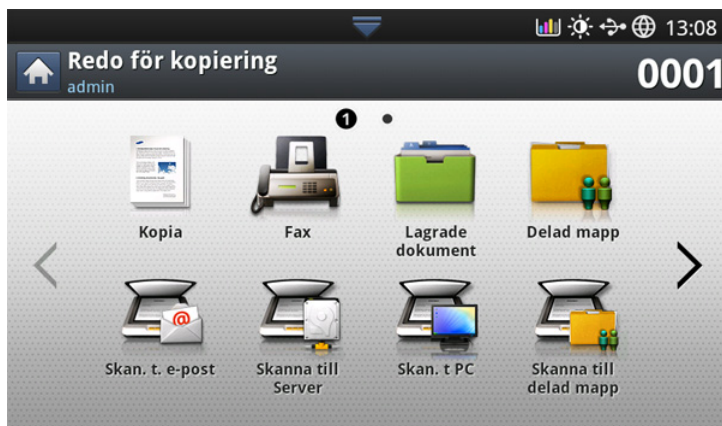 13:08
Redo för kopiering
admin
0001
1
Kopia
Fax
Lagrade
dokument
Delad mapp
Skan. t. e-post
Skanna till
Server
Skan. t PC
Skanna till
delad mapp